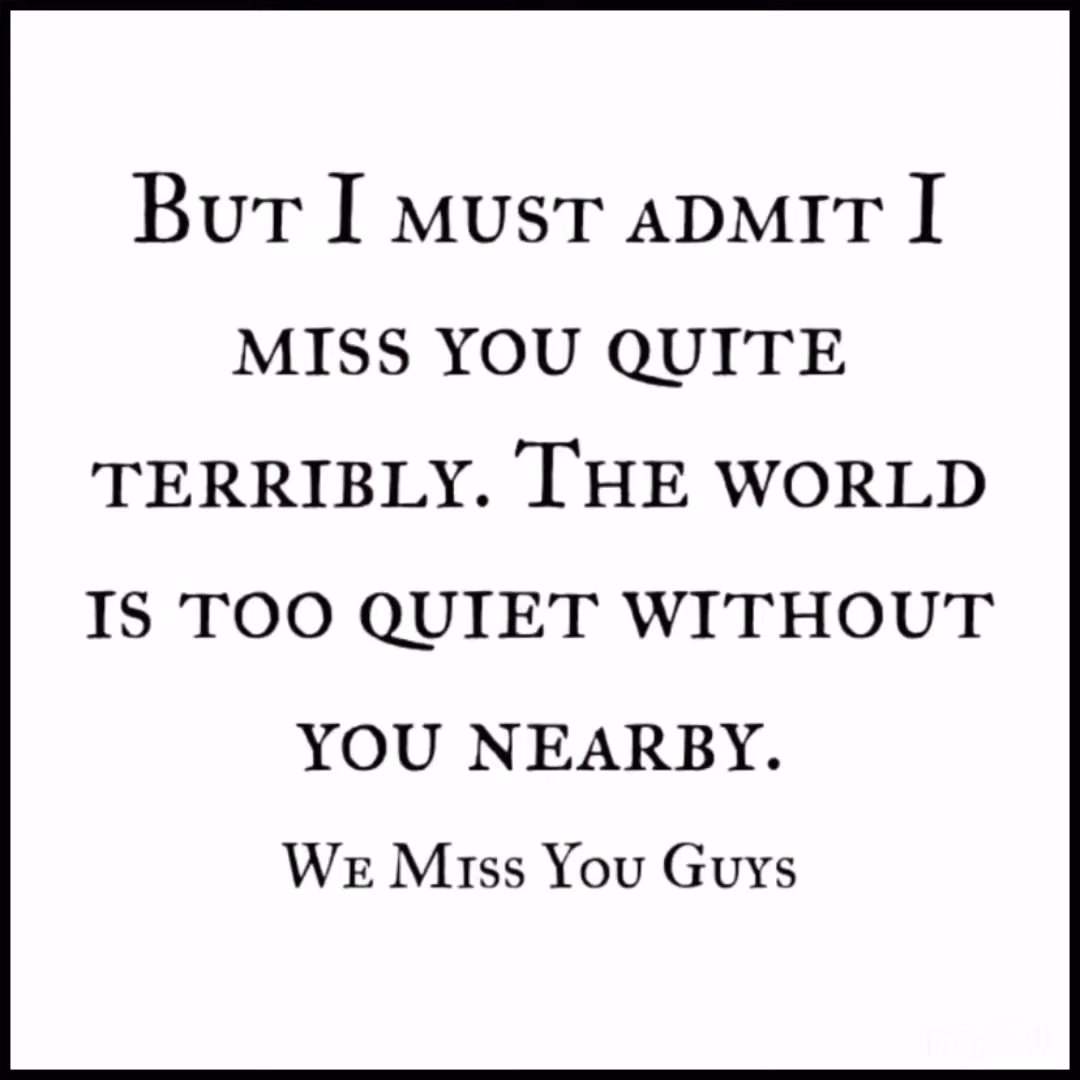 But I must admit I
miss you quite
terribly. The world
is too quiet without
you nearby.
We Miss You Guys